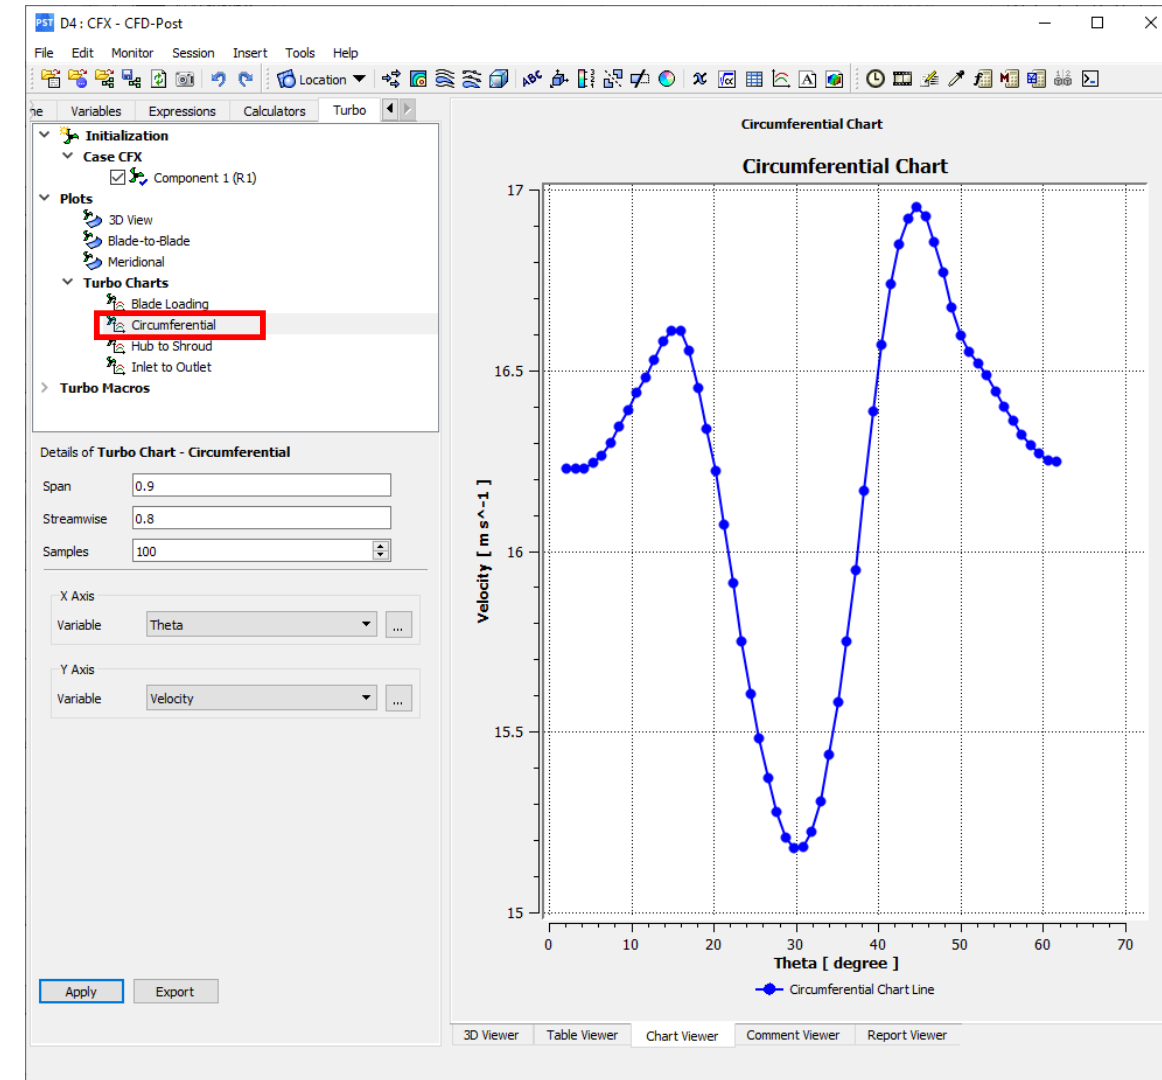 PST D4 : CFX - CFD-Post
File Edit Monitor Session Insert Tools Help
Location
ne Variables Expressions Calculators Turbo
Initialization
Case CFX
Component 1 (R1)
Plots
3D View
Blade-to-Blade
Meridional
Turbo Charts
Blade Loading
Circumferential
Hub to Shroud
Inlet to Outlet
Turbo Macros
Details of Turbo Chart - Circumferential
Span 0.9
Streamwise 0.8
Samples 100
X Axis
Variable Theta ...
Y Axis
Variable Velocity ...
Apply Export
Circumferential Chart
Circumferential Chart
17
16.5
16
15.5
15
Velocity [ m s^-1 ]
0 10 20 30 40 50 60 70
Theta [ degree ]
Circumferential Chart Line
3D Viewer Table Viewer Chart Viewer Comment Viewer Report Viewer